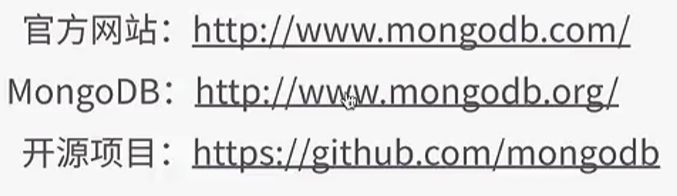 官方网站：http://www.mongodb.com/
MongoDB：http://www.mongodb.org/
开源项目：https://github.com/mongodb